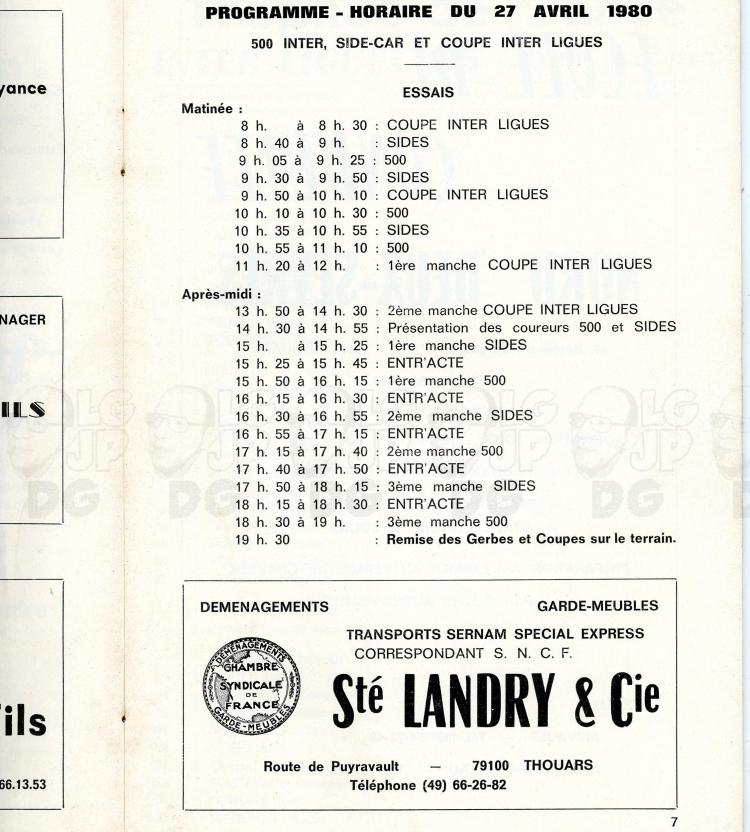 PROGRAMME - HORAIRE DU 27 AVRIL 1980
500 INTER, SIDE-CAR ET COUPE INTER LIGUES
ESSAIS
Matinée :
8 h. à 8 h. 30 : COUPE INTER LIGUES
8 h. 40 à 9 h. : SIDES
9 h. 05 à 9 h. 25 : 500
9 h. 30 à 9 h. 50 : SIDES
9 h. 50 à 10 h. 10 : COUPE INTER LIGUES
10 h. 10 à 10 h. 30 : 500
10 h. 35 à 10 h. 55 : SIDES
10 h. 55 à 11 h. 10 : 500
11 h. 20 à 12 h. : 1ère manche COUPE INTER LIGUES
Après-midi :
13 h. 50 à 14 h. 30 : 2ème manche COUPE INTER LIGUES
14 h. 30 à 14 h. 55 : Présentation des coureurs 500 et SIDES
15 h. à 15 h. 25 : 1ère manche SIDES
15 h. 25 à 15 h. 45 : ENTR'ACTE
15 h. 50 à 16 h. 15 : 1ère manche 500
16 h. 15 à 16 h. 30 : ENTR'ACTE
16 h. 30 à 16 h. 55 : 2ème manche SIDES
16 h. 55 à 17 h. 15 : ENTR'ACTE
17 h. 15 à 17 h. 40 : 2ème manche 500
17 h. 40 à 17 h. 50 : ENTR'ACTE
17 h. 50 à 18 h. 15 : 3ème manche SIDES
18 h. 15 à 18 h. 30 : ENTR'ACTE
18 h. 30 à 19 h. : 3ème manche 500
19 h. 30 : Remise des Gerbes et Coupes sur le terrain.
DEMENAGEMENTS GARDE-MEUBLES
TRANSPORTS SERNAM SPECIAL EXPRESS
CORRESPONDANT S. N. C. F.
DÉMÉNAGEMENTS
CHAMBRE
SYNDICALE
DE
FRANCE
GARDE-MEUBLES
Sté LANDRY & Cie
Route de Puyravault — 79100 THOUARS
Téléphone (49) 66-26-82
7
yance
NAGER
ILS
ils
66.13.53
LG
JP
DG